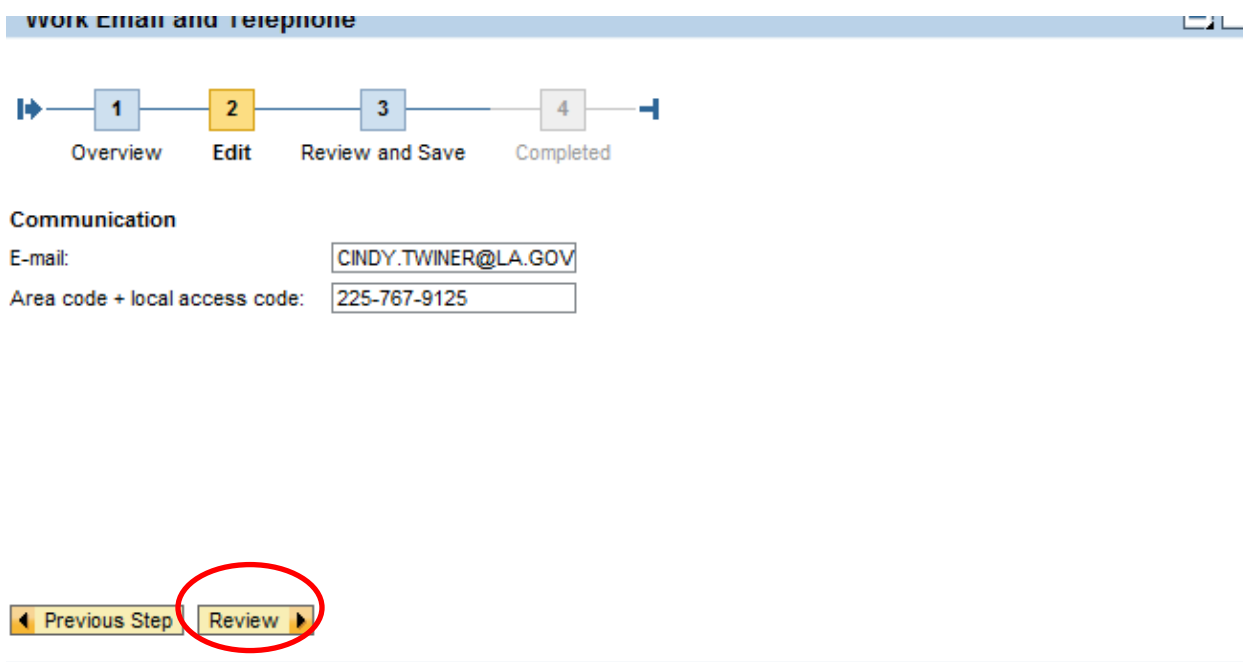 Work Email and Telephone
1 2 3 4
Overview Edit Review and Save Completed
Communication
E-mail: CINDY.TWINER@LA.GOV
Area code + local access code: 225-767-9125
Previous Step Review